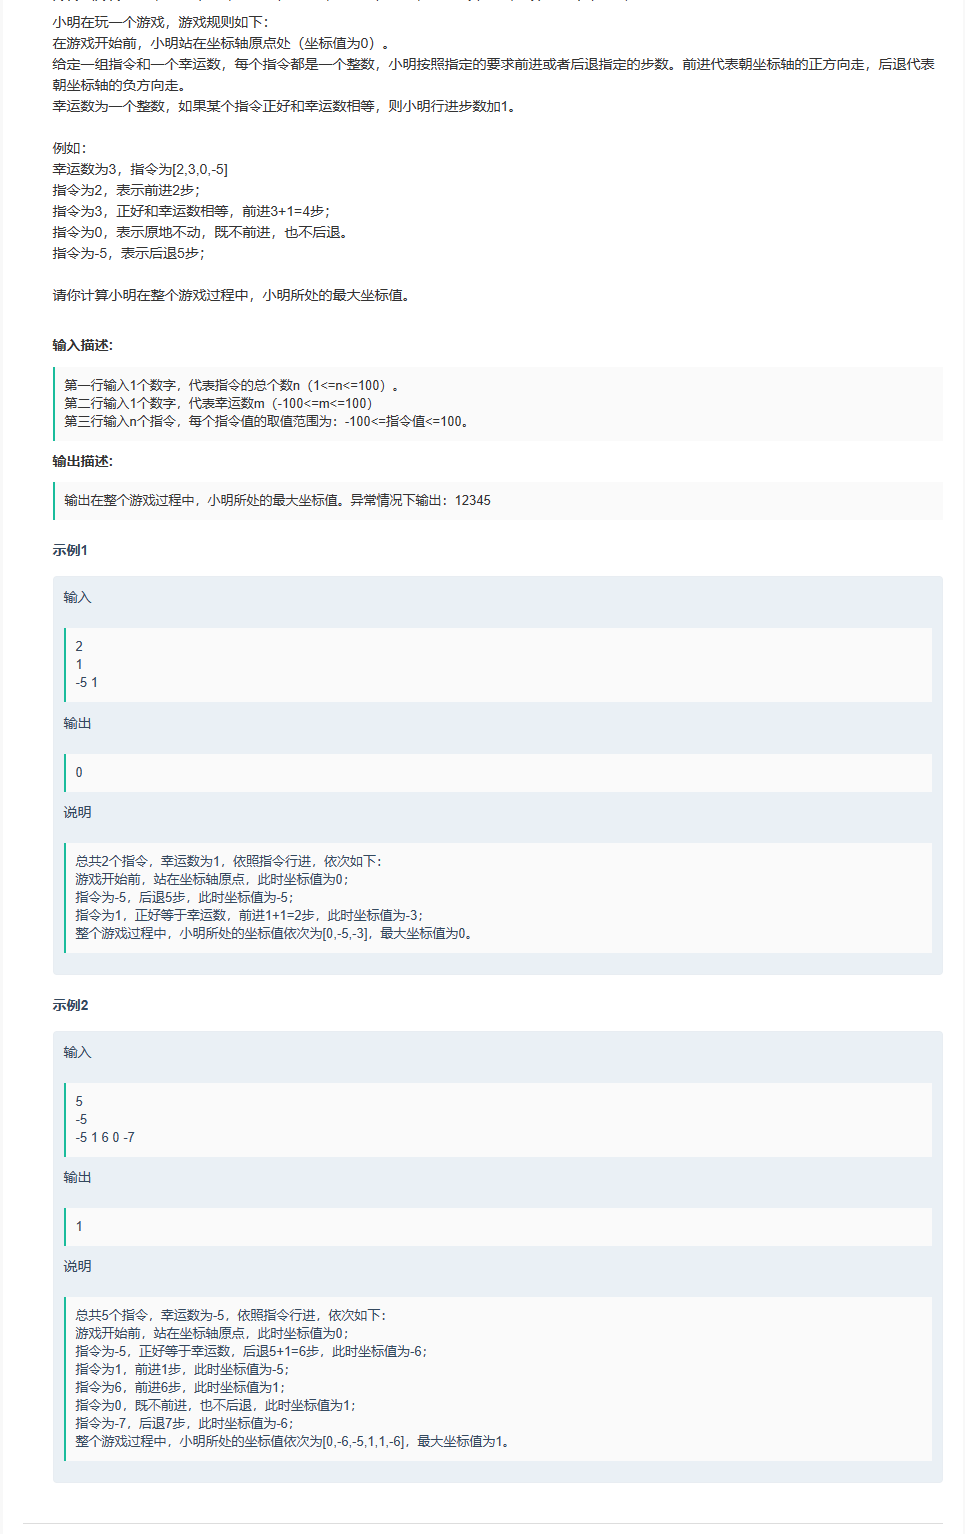 小明在玩一个游戏，游戏规则如下：
在游戏开始前，小明站在坐标轴原点处（坐标值为0）。
给定一组指令和一个幸运数，每个指令都是一个整数，小明按照指定的要求前进或者后退指定的步数。前进代表朝坐标轴的正方向走，后退代表
朝坐标轴的负方向走。
幸运数为一个整数，如果某个指令正好和幸运数相等，则小明行进步数加1。
例如：
幸运数为3，指令为[2,3,0,-5]
指令为2，表示前进2步；
指令为3，正好和幸运数相等，前进3+1=4步；
指令为0，表示原地不动，既不前进，也不后退。
指令为-5，表示后退5步；
请你计算小明在整个游戏过程中，小明所处的最大坐标值。
输入描述:
第一行输入1个数字，代表指令的总个数n（1<=n<=100）。
第二行输入1个数字，代表幸运数m（-100<=m<=100）
第三行输入n个指令，每个指令值的取值范围为：-100<=指令值<=100。
输出描述:
输出在整个游戏过程中，小明所处的最大坐标值。异常情况下输出：12345
示例1
输入
2
1
-5 1
输出
0
说明
总共2个指令，幸运数为1，依照指令行进，依次如下：
游戏开始前，站在坐标轴原点，此时坐标值为0；
指令为-5，后退5步，此时坐标值为-5；
指令为1，正好等于幸运数，前进1+1=2步，此时坐标值为-3；
整个游戏过程中，小明所处的坐标值依次为[0,-5,-3]，最大坐标值为0。
示例2
输入
5
-5
-5 1 6 0 -7
输出
1
说明
总共5个指令，幸运数为-5，依照指令行进，依次如下：
游戏开始前，站在坐标轴原点，此时坐标值为0；
指令为-5，正好等于幸运数，后退5+1=6步，此时坐标值为-6；
指令为1，前进1步，此时坐标值为-5；
指令为6，前进6步，此时坐标值为1；
指令为0，既不前进，也不后退，此时坐标值为1；
指令为-7，后退7步，此时坐标值为-6；
整个游戏过程中，小明所处的坐标值依次为[0,-6,-5,1,1,-6]，最大坐标值为1。